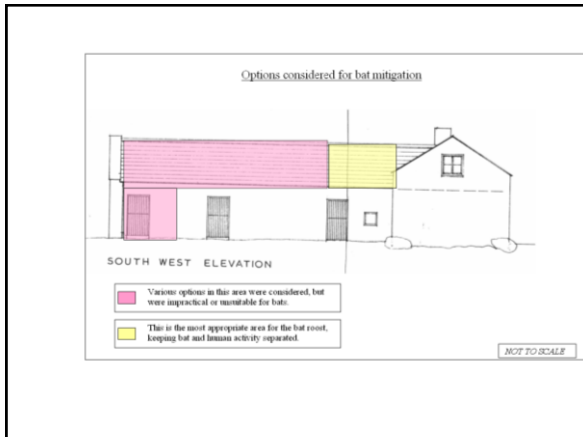 Options considered for bat mitigation
SOUTH WEST ELEVATION
Various options in this area were considered, but
were impractical or unsuitable for bats.
This is the most appropriate area for the bat roost,
keeping bat and human activity separated.
NOT TO SCALE